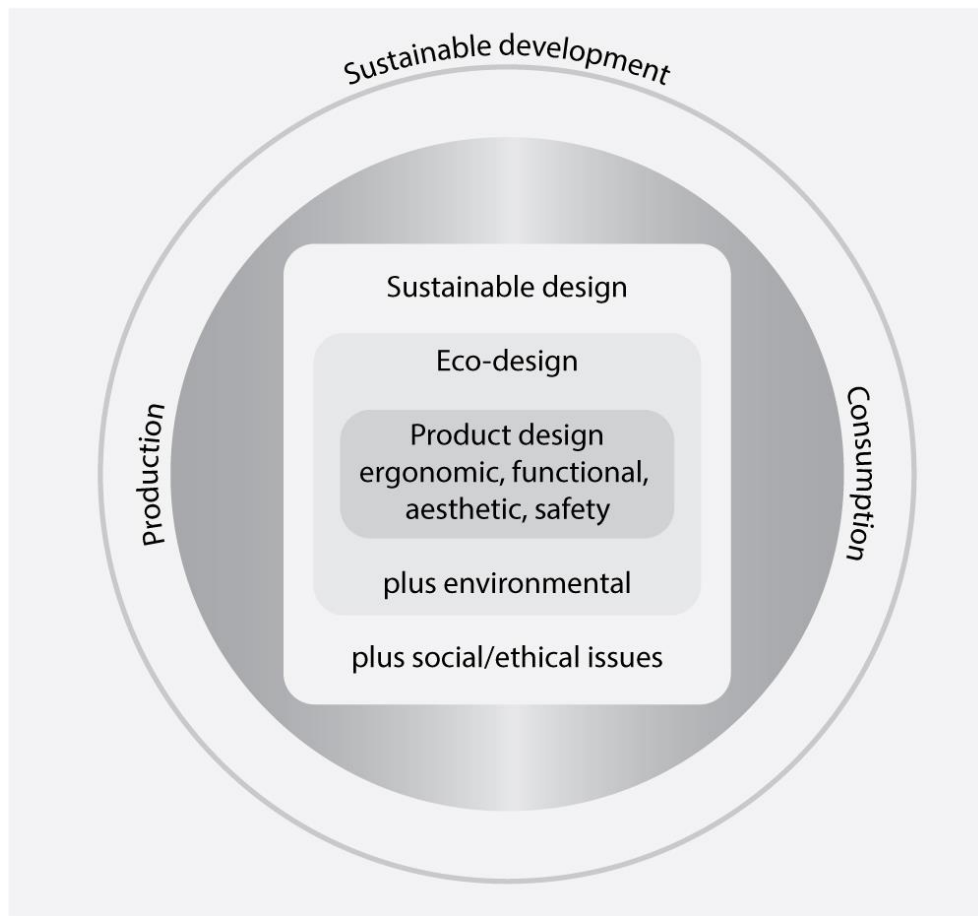 Sustainable development
Sustainable design
Eco-design
Product design
ergonomic, functional,
aesthetic, safety
Production
Consumption
plus environmental
plus social/ethical issues